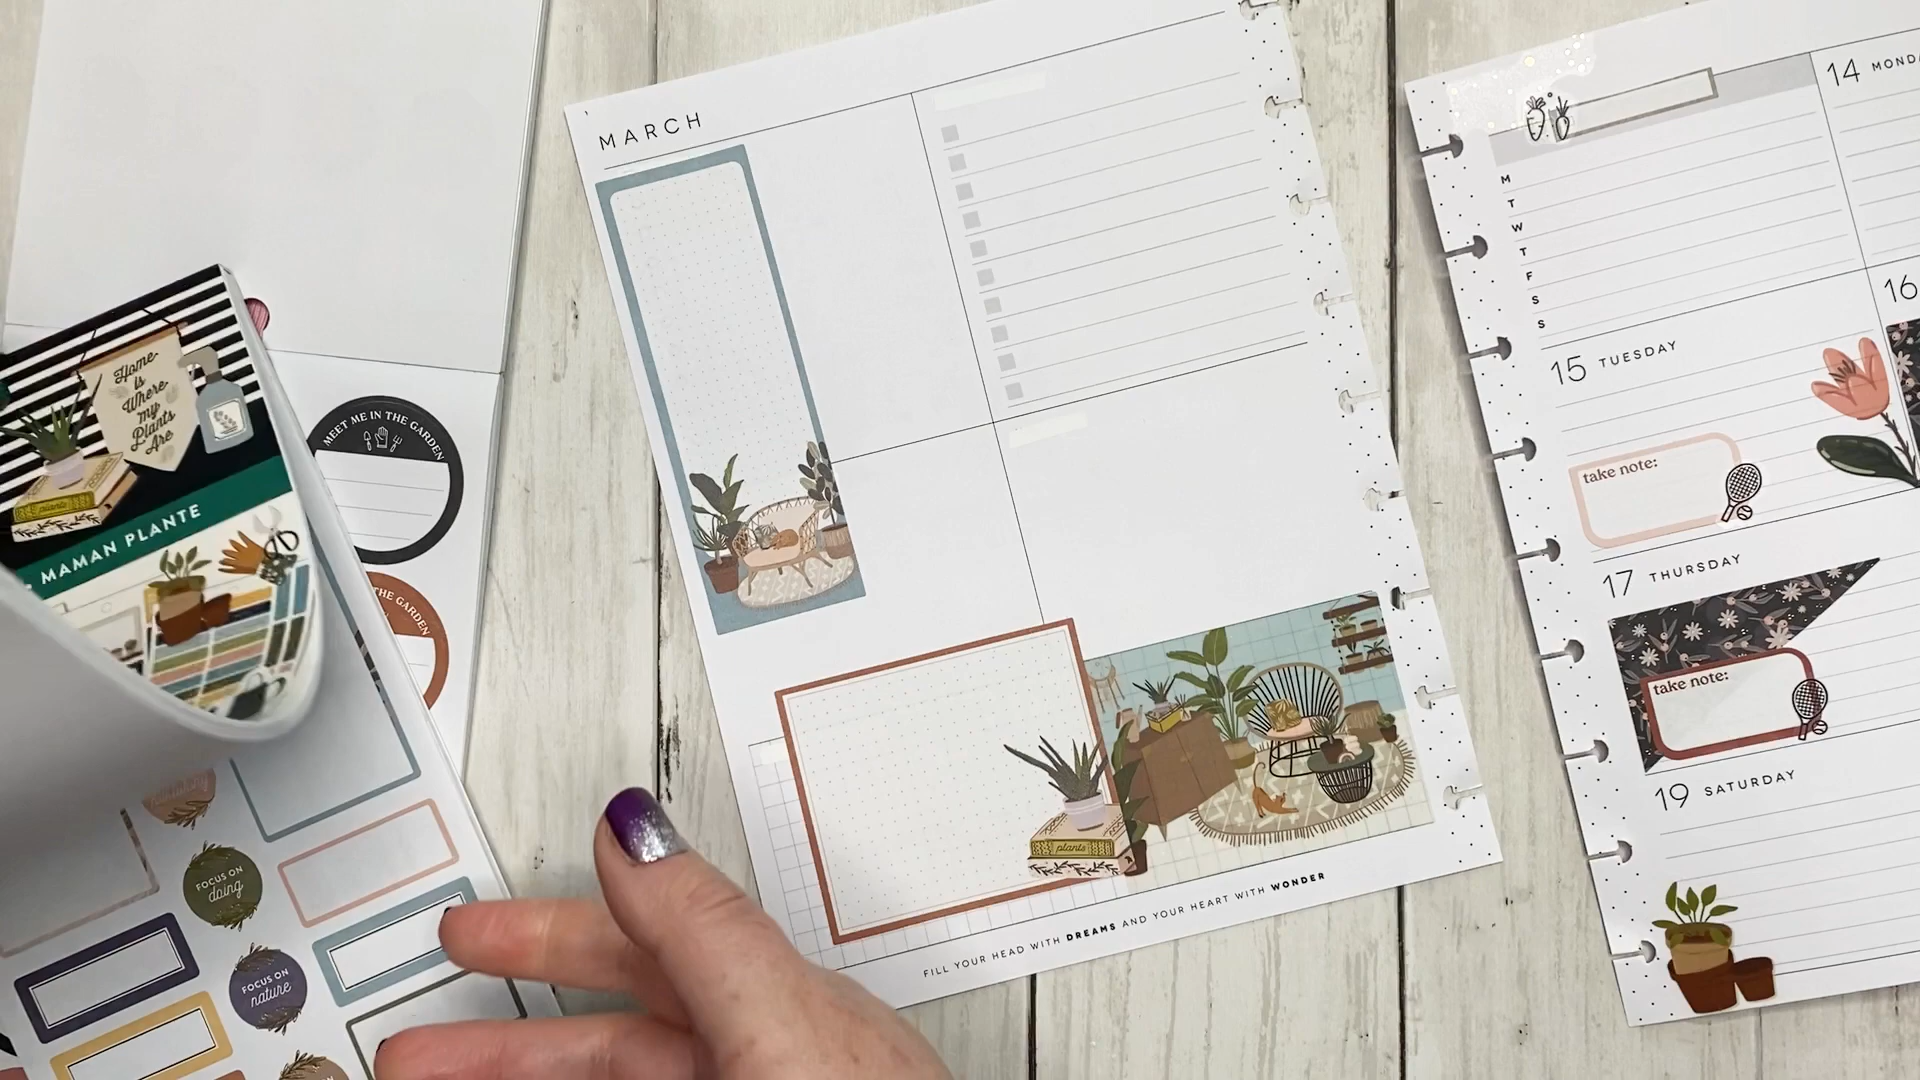 Home
is
Where
my
Plants
Are
plants
MAMAN PLANTE
MEET ME IN THE GARDEN
THE GARDEN
FOCUS ON
doing
FOCUS ON
nature
MARCH
plants
FILL YOUR HEAD WITH DREAMS AND YOUR HEART WITH WONDER
M
T
W
T
F
S
S
14
15 TUESDAY
take note:
16
17 THURSDAY
take note:
19 SATURDAY